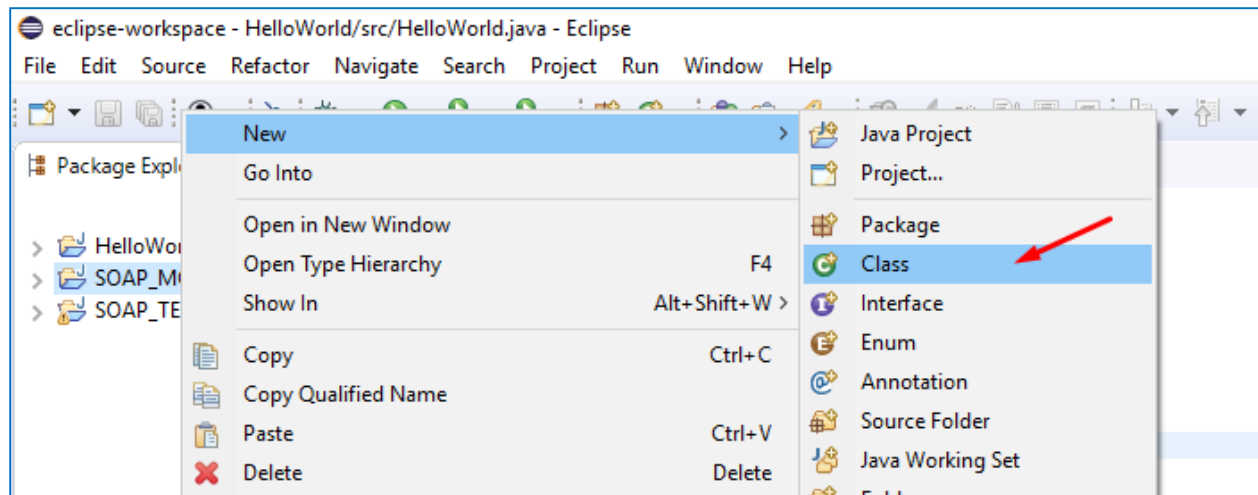 eclipse-workspace - HelloWorld/src/HelloWorld.java - Eclipse
File Edit Source Refactor Navigate Search Project Run Window Help
Package Expl
HelloWor
SOAP_M
SOAP_TE
New
Go Into
Open in New Window
Open Type Hierarchy F4
Show In Alt+Shift+W
Copy Ctrl+C
Copy Qualified Name
Paste Ctrl+V
Delete Delete
Java Project
Project...
Package
Class
Interface
Enum
Annotation
Source Folder
Java Working Set